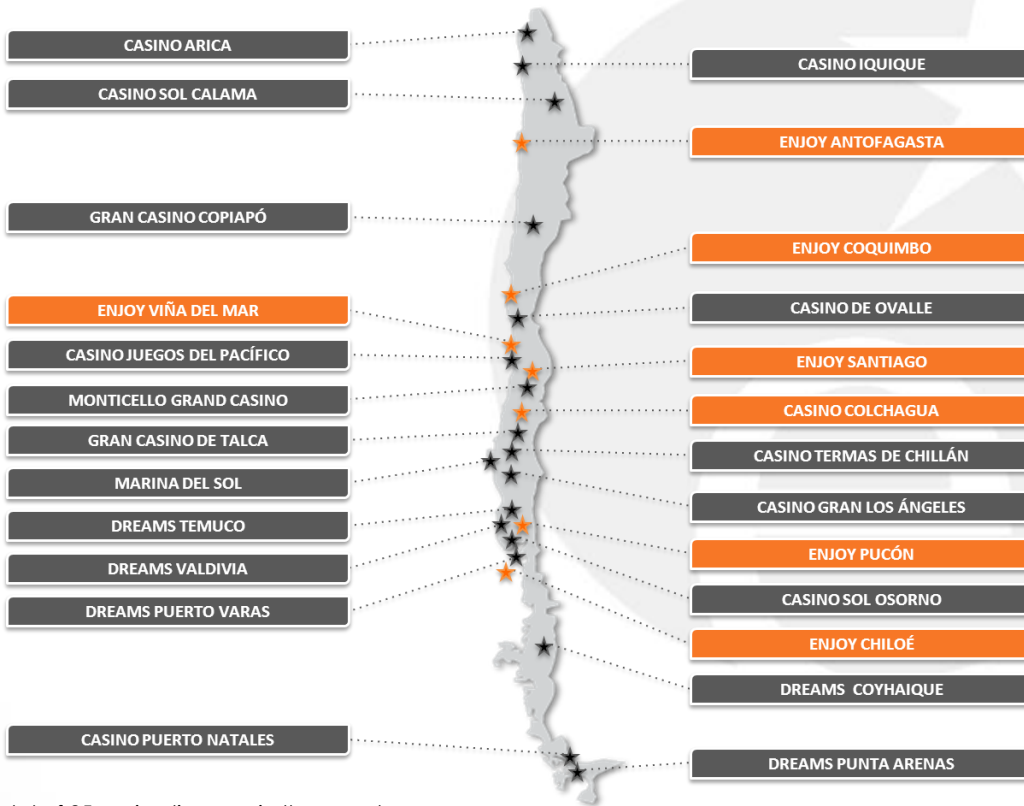 CASINO ARICA
CASINO IQUIQUE
CASINO SOL CALAMA
ENJOY ANTOFAGASTA
GRAN CASINO COPIAPÓ
ENJOY COQUIMBO
ENJOY VIÑA DEL MAR
CASINO DE OVALLE
CASINO JUEGOS DEL PACÍFICO
ENJOY SANTIAGO
MONTICELLO GRAND CASINO
CASINO COLCHAGUA
GRAN CASINO DE TALCA
CASINO TERMAS DE CHILLÁN
MARINA DEL SOL
CASINO GRAN LOS ÁNGELES
DREAMS TEMUCO
ENJOY PUCÓN
DREAMS VALDIVIA
CASINO SOL OSORNO
DREAMS PUERTO VARAS
ENJOY CHILOÉ
DREAMS COYHAIQUE
CASINO PUERTO NATALES
DREAMS PUNTA ARENAS